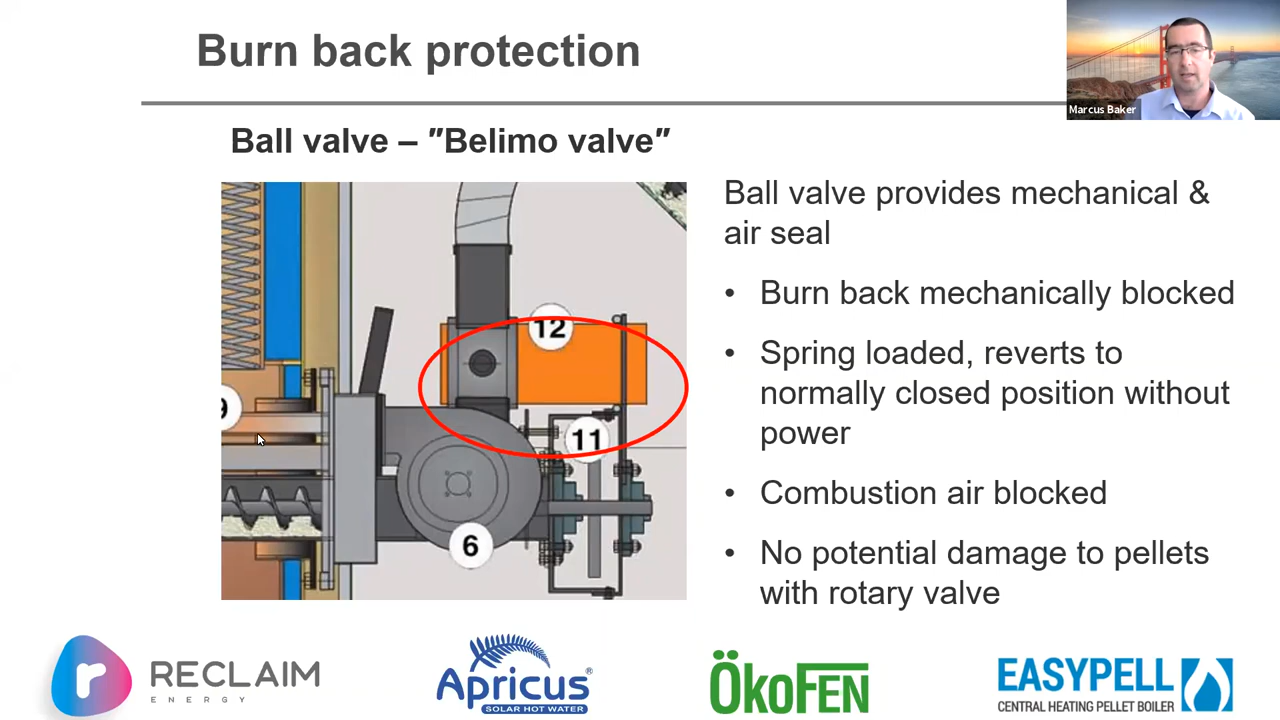 Burn back protection
Marcus Baker
Ball valve – "Belimo valve"
12
9
11
6
Ball valve provides mechanical &
air seal
• Burn back mechanically blocked
• Spring loaded, reverts to
normally closed position without
power
• Combustion air blocked
• No potential damage to pellets
with rotary valve
r RECLAIM
ENERGY
Apricus®
SOLAR HOT WATER
ÖkoFEN
EASYPELL
CENTRAL HEATING PELLET BOILER